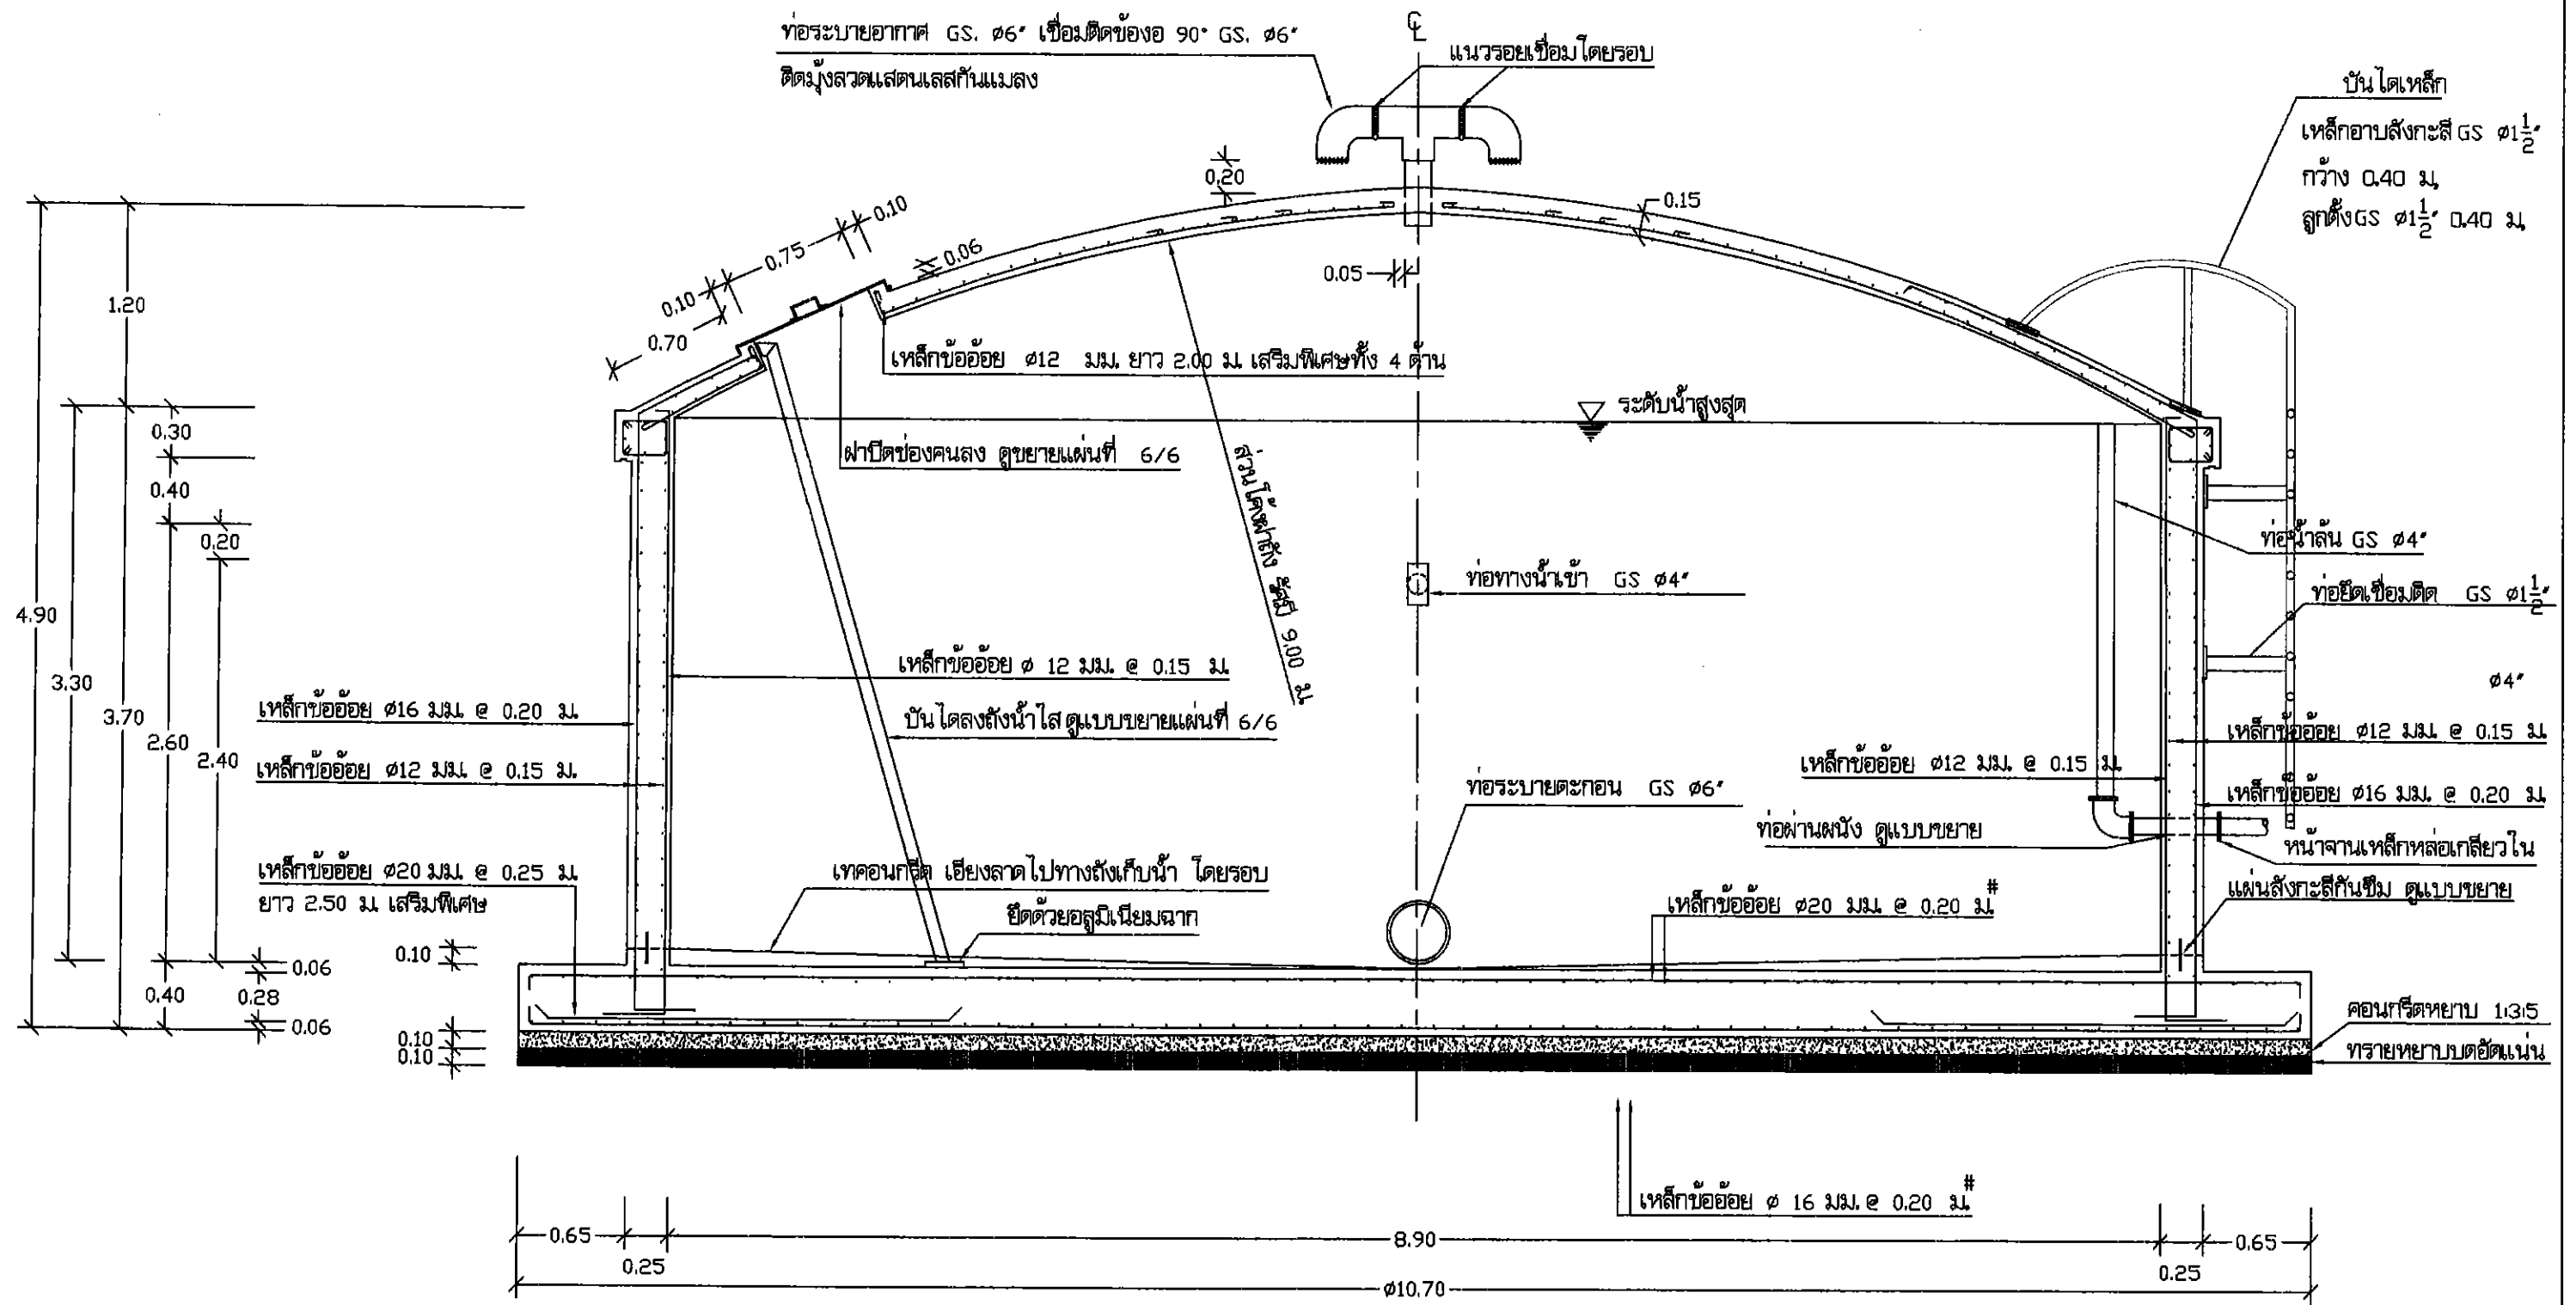 ท่อระบายอากาศ GS. ø6" เชื่อมติดข้องอ 90° GS. ø6"
ติดมุ้งลวดแสตนเลสกันแมลง
℄
แนวรอยเชื่อมโดยรอบ
บันไดเหล็ก
เหล็กอาบสังกะสี GS ø1 1/2"
กว้าง 0.40 ม.
ลูกตั้ง GS ø1 1/2" 0.40 ม.
0.20
0.10
0.75
0.06
0.15
0.10
0.70
0.05
1.20
เหล็กข้ออ้อย ø12 มม. ยาว 2.00 ม. เสริมพิเศษทั้ง 4 ด้าน
ระดับน้ำสูงสุด
0.30
ฝาปิดช่องคนลง ดูขยายแผ่นที่ 6/6
0.40
ส่วนโค้งฝาถัง รัศมี 9.00 ม
0.20
ท่อน้ำล้น GS ø4"
ท่อทางน้ำเข้า GS ø4"
ท่อยึดเชื่อมติด GS ø1 1/2"
4.90
3.30
3.70
2.60
2.40
เหล็กข้ออ้อย ø 12 มม. @ 0.15 ม.
ø4"
เหล็กข้ออ้อย ø16 มม. @ 0.20 ม.
บันไดลงถังน้ำใส ดูแบบขยายแผ่นที่ 6/6
เหล็กข้ออ้อย ø12 มม. @ 0.15 ม.
เหล็กข้ออ้อย ø12 มม. @ 0.15 ม.
เหล็กข้ออ้อย ø12 มม. @ 0.15 ม.
ท่อระบายตะกอน GS ø6"
เหล็กข้ออ้อย ø16 มม. @ 0.20 ม.
ท่อผ่านผนัง ดูแบบขยาย
หน้าจานเหล็กหล่อเกลียวใน
เหล็กข้ออ้อย ø20 มม. @ 0.25 ม.
ยาว 2.50 ม. เสริมพิเศษ
เทคอนกรีต เอียงลาดไปทางถังเก็บน้ำ โดยรอบ
ยึดด้วยอลูมิเนียมฉาก
เหล็กข้ออ้อย ø20 มม. @ 0.20 ม.#
แผ่นสังกะสีกันซึม ดูแบบขยาย
0.10
0.06
0.40
0.28
0.06
0.10
0.10
คอนกรีตหยาบ 1:3:5
ทรายหยาบบดอัดแน่น
เหล็กข้ออ้อย ø 16 มม. @ 0.20 ม.#
0.65
0.25
8.90
0.65
0.25
ø10.70